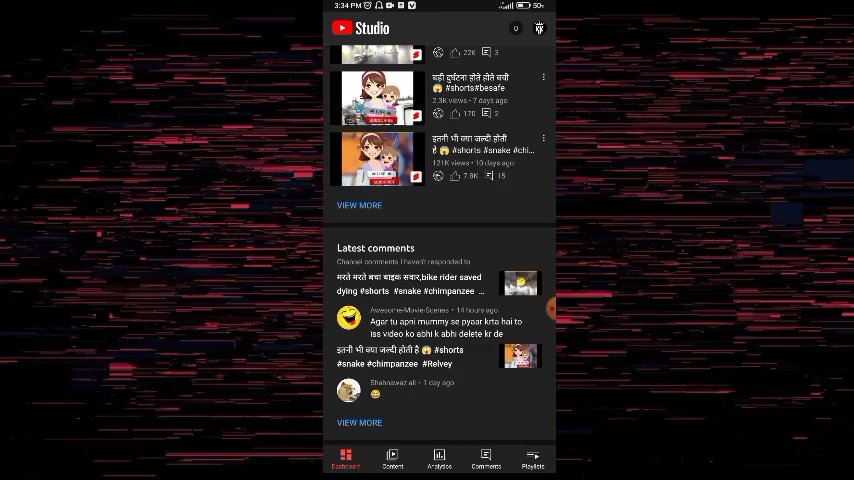 3:34 PM
50%
Studio
0
226 3
बड़ी दुर्घटना होते होते बची
😱 #shorts#besafe
2.3K views • 7 days ago
170 2
SUBSCRIBE
इतनी भी क्या जल्दी होती
है 😱 #shorts #snake #chi...
121K views • 10 days ago
7.8K 15
SUBSCRIBE
VIEW MORE
Latest comments
Channel comments I haven't responded to
मरते मरते बचा बाइक सवार,bike rider saved
dying #shorts #snake #chimpanzee ...
Awesome-Movie-Scenes • 14 hours ago
Agar tu apni mummy se pyaar krta hai to
iss video ko abhi k abhi delete kr de
इतनी भी क्या जल्दी होती है 😱 #shorts
#snake #chimpanzee #Relvey
Shahnawaz ali • 1 day ago
😂
VIEW MORE
Dashboard Content Analytics Comments Playlists